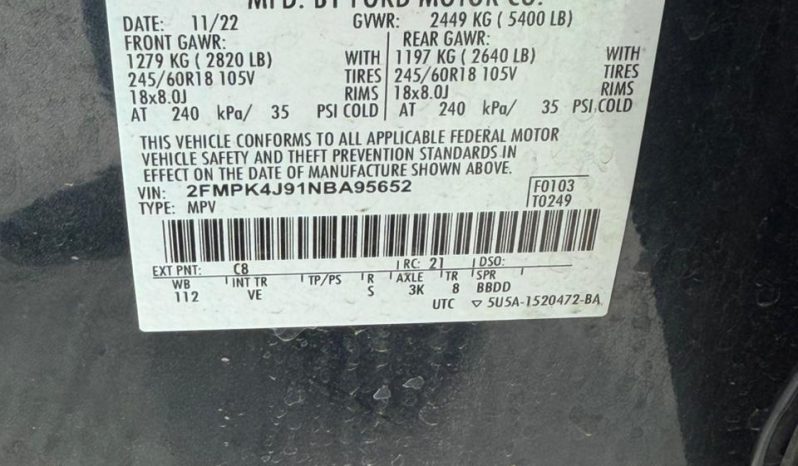 MFD. BY FORD MOTOR CO.
DATE: 11/22 GVWR: 2449 KG ( 5400 LB)
FRONT GAWR: REAR GAWR:
1279 KG ( 2820 LB) WITH 1197 KG ( 2640 LB) WITH
245/60R18 105V TIRES 245/60R18 105V TIRES
18x8.0J RIMS 18x8.0J RIMS
AT 240 kPa/ 35 PSI COLD AT 240 kPa/ 35 PSI COLD
THIS VEHICLE CONFORMS TO ALL APPLICABLE FEDERAL MOTOR
VEHICLE SAFETY AND THEFT PREVENTION STANDARDS IN
EFFECT ON THE DATE OF MANUFACTURE SHOWN ABOVE.
VIN: 2FMPK4J91NBA95652 F0103
TYPE: MPV T0249
EXT PNT: C8 RC: 21 DSO:
WB INT TR TP/PS R AXLE TR SPR
112 VE S 3K 8 BBDD
UTC ▽ 5U5A-1520472-BA